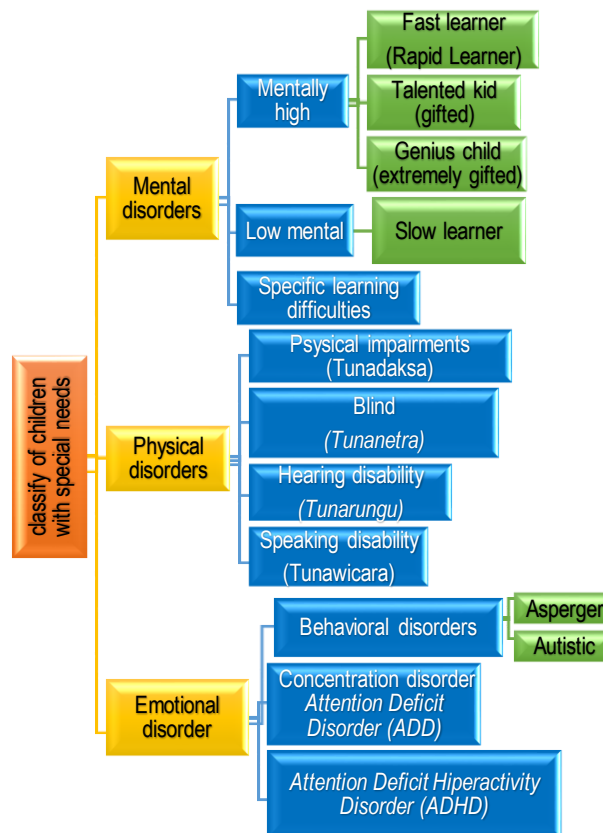 classify of children
with special needs
Mental
disorders
Mentally
high
Fast learner
(Rapid Learner)
Talented kid
(gifted)
Genius child
(extremely gifted)
Low mental
Slow learner
Specific learning
difficulties
Physical
disorders
Psysical impairments
(Tunadaksa)
Blind
(Tunanetra)
Hearing disability
(Tunarungu)
Speaking disability
(Tunawicara)
Emotional
disorder
Behavioral disorders
Asperger
Autistic
Concentration disorder
Attention Deficit
Disorder (ADD)
Attention Deficit Hiperactivity
Disorder (ADHD)